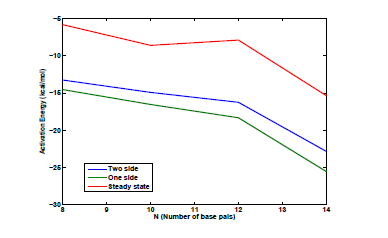 −5
−10
−15
−20
−25
−30
8
9
10
11
12
13
14
Activation Energy (kcal/mol)
N (Number of base pais)
Two side
One side
Steady state